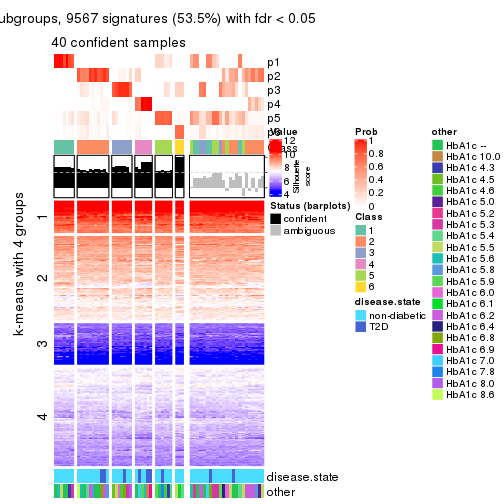 ubgroups, 9567 signatures (53.5%) with fdr < 0.05
40 confident samples
p1
p2
p3
p4
p5
Value
12
10
8
6
4
Silhouette
score
Status (barplots)
confident
ambiguous
Prob
1
0.8
0.6
0.4
0.2
0
Class
1
2
3
4
5
6
disease.state
non-diabetic
T2D
other
HbA1c --
HbA1c 10.0
HbA1c 4.3
HbA1c 4.5
HbA1c 4.6
HbA1c 5.0
HbA1c 5.2
HbA1c 5.3
HbA1c 5.4
HbA1c 5.5
HbA1c 5.6
HbA1c 5.8
HbA1c 5.9
HbA1c 6.0
HbA1c 6.1
HbA1c 6.2
HbA1c 6.4
HbA1c 6.8
HbA1c 6.9
HbA1c 7.0
HbA1c 7.8
HbA1c 8.0
HbA1c 8.6
k-means with 4 groups
1
2
3
4
disease.state
other